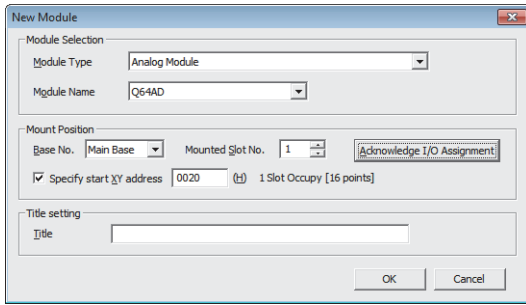 New Module
Module Selection
Module Type Analog Module
Module Name Q64AD
Mount Position
Base No. Main Base Mounted Slot No. 1 Acknowledge I/O Assignment
Specify start XY address 0020 (H) 1 Slot Occupy [16 points]
Title setting
Title
OK Cancel